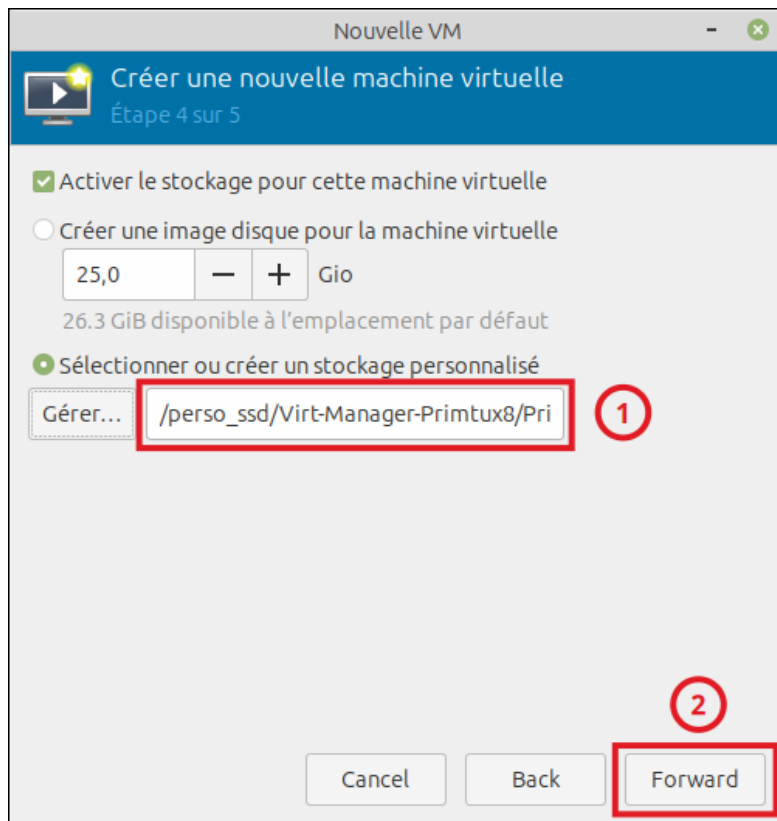 Nouvelle VM
Créer une nouvelle machine virtuelle
Étape 4 sur 5
Activer le stockage pour cette machine virtuelle
Créer une image disque pour la machine virtuelle
25,0 — + Gio
26.3 GiB disponible à l'emplacement par défaut
Sélectionner ou créer un stockage personnalisé
Gérer... /perso_ssd/Virt-Manager-Primtux8/Pri 1
2
Cancel Back Forward